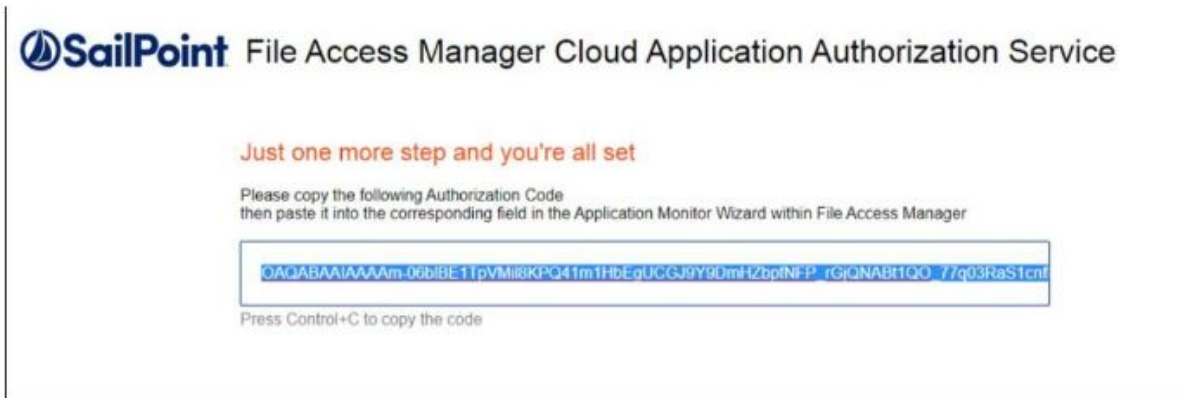 SailPoint File Access Manager Cloud Application Authorization Service
Just one more step and you're all set
Please copy the following Authorization Code
then paste it into the corresponding field in the Application Monitor Wizard within File Access Manager
Press Control+C to copy the code